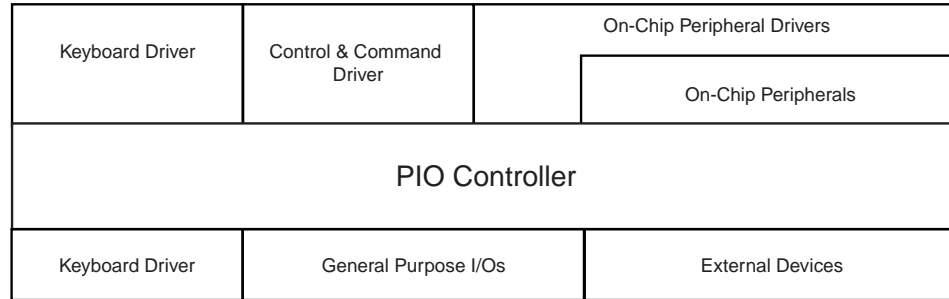 Keyboard Driver
Control & Command
Driver
On-Chip Peripheral Drivers
On-Chip Peripherals
PIO Controller
Keyboard Driver
General Purpose I/Os
External Devices